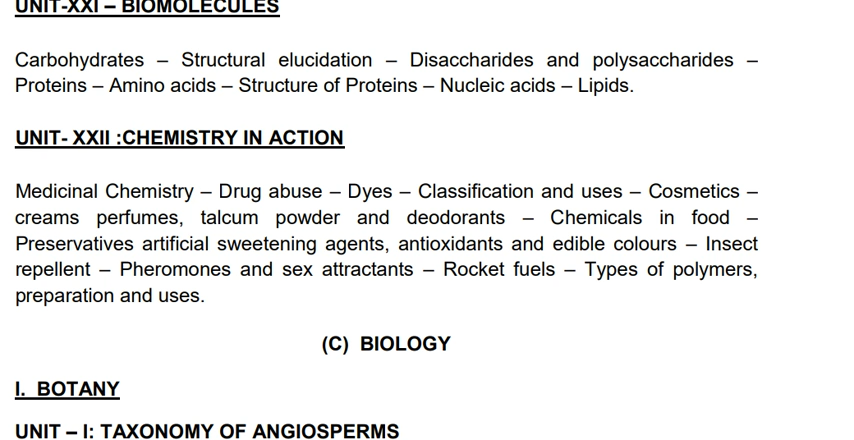 UNIT-XXI – BIOMOLECULES
Carbohydrates – Structural elucidation – Disaccharides and polysaccharides –
Proteins – Amino acids – Structure of Proteins – Nucleic acids – Lipids.
UNIT- XXII :CHEMISTRY IN ACTION
Medicinal Chemistry – Drug abuse – Dyes – Classification and uses – Cosmetics –
creams perfumes, talcum powder and deodorants – Chemicals in food –
Preservatives artificial sweetening agents, antioxidants and edible colours – Insect
repellent – Pheromones and sex attractants – Rocket fuels – Types of polymers,
preparation and uses.
(C) BIOLOGY
I. BOTANY
UNIT – I: TAXONOMY OF ANGIOSPERMS